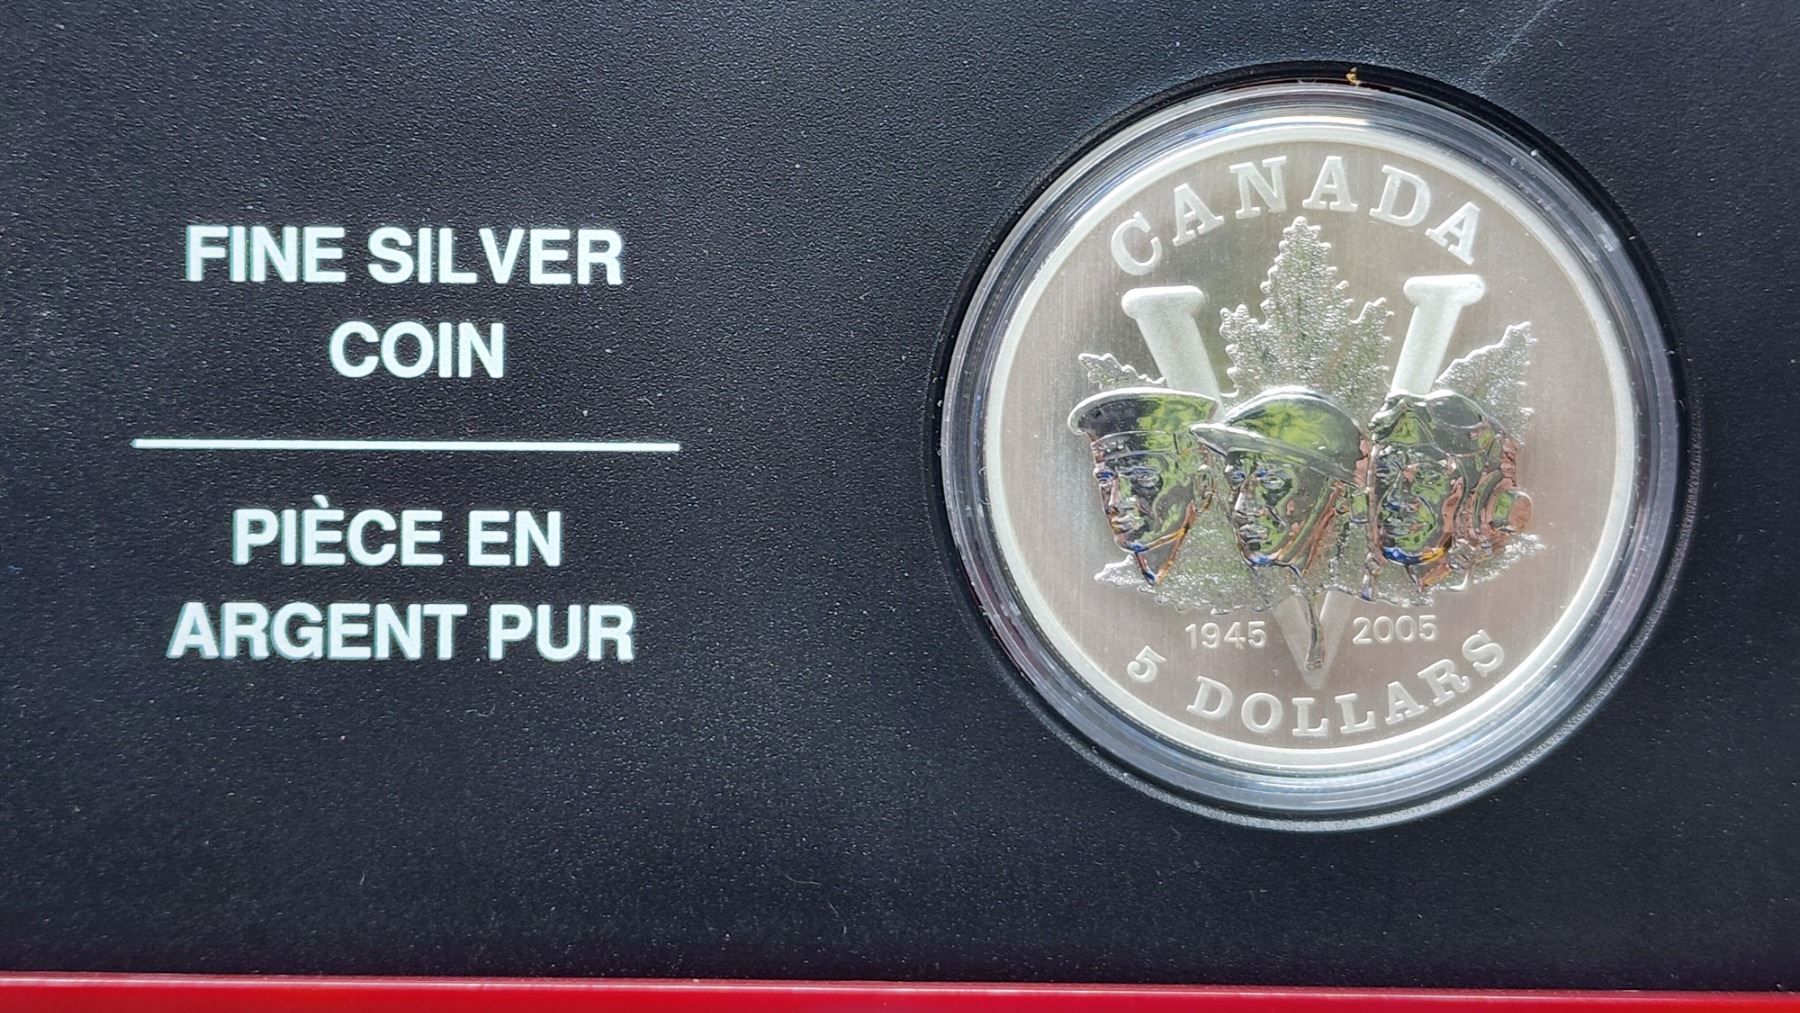 FINE SILVER
COIN
PIÈCE EN
ARGENT PUR
CANADA
1945 2005
5 DOLLARS